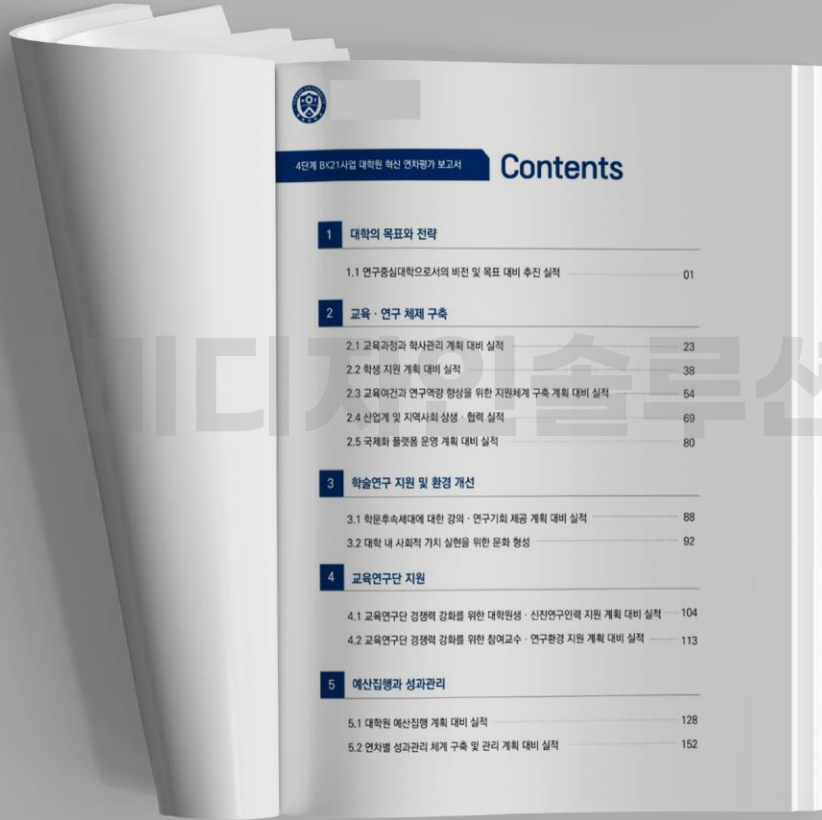 4단계 BK21사업 대학원 혁신 연차평가 보고서
Contents
1 대학의 목표와 전략
1.1 연구중심대학으로서의 비전 및 목표 대비 추진 실적 01
2 교육 · 연구 체제 구축
2.1 교육과정과 학사관리 계획 대비 실적 23
2.2 학생 지원 계획 대비 실적 38
2.3 교육여건과 연구역량 향상을 위한 지원체계 구축 계획 대비 실적 54
2.4 산업계 및 지역사회 상생 · 협력 실적 69
2.5 국제화 플랫폼 운영 계획 대비 실적 80
3 학술연구 지원 및 환경 개선
3.1 학문후속세대에 대한 강의 · 연구기회 제공 계획 대비 실적 88
3.2 대학 내 사회적 가치 실현을 위한 문화 형성 92
4 교육연구단 지원
4.1 교육연구단 경쟁력 강화를 위한 대학원생 · 신진연구인력 지원 계획 대비 실적 104
4.2 교육연구단 경쟁력 강화를 위한 참여교수 · 연구환경 지원 계획 대비 실적 113
5 예산집행과 성과관리
5.1 대학원 예산집행 계획 대비 실적 128
5.2 연차별 성과관리 체계 구축 및 관리 계획 대비 실적 152
미디자인솔루션